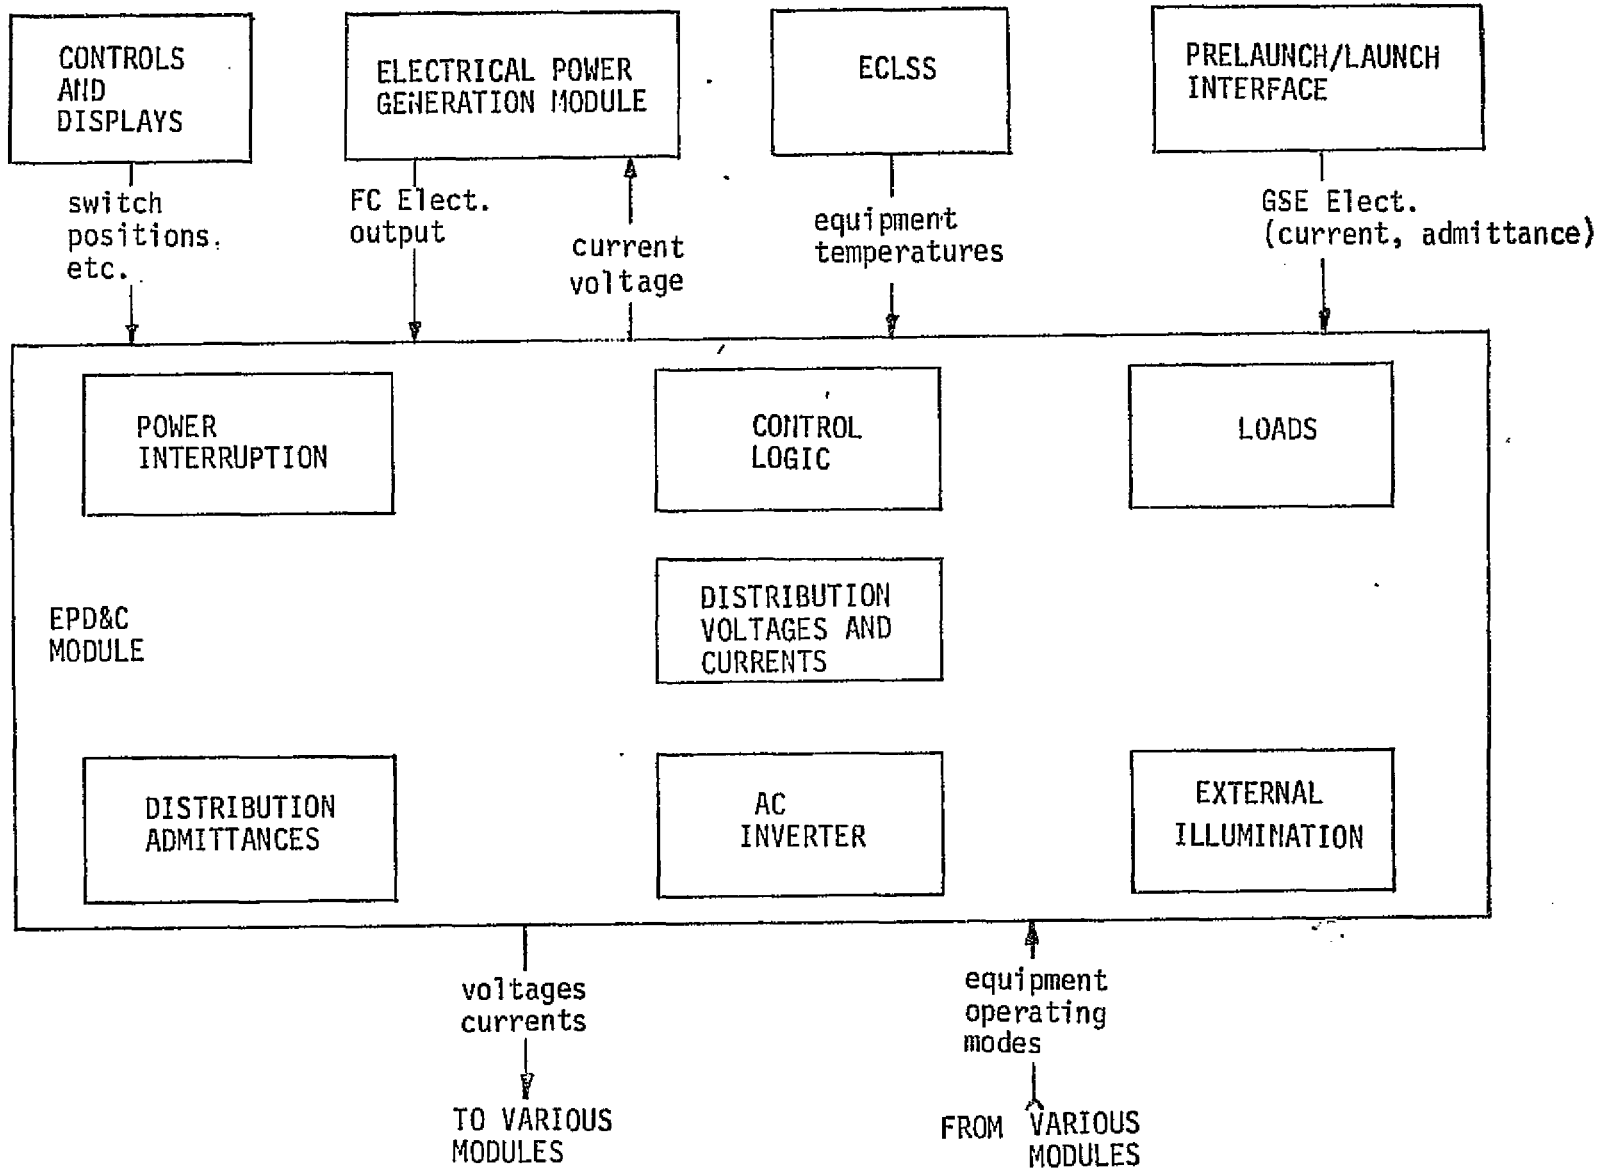 CONTROLS
AND
DISPLAYS
ELECTRICAL POWER
GENERATION MODULE
ECLSS
PRELAUNCH/LAUNCH
INTERFACE
switch
positions,
etc.
FC Elect.
output
current
voltage
equipment
temperatures
GSE Elect.
(current, admittance)
POWER
INTERRUPTION
CONTROL
LOGIC
LOADS
EPD&C
MODULE
DISTRIBUTION
VOLTAGES AND
CURRENTS
DISTRIBUTION
ADMITTANCES
AC
INVERTER
EXTERNAL
ILLUMINATION
voltages
currents
equipment
operating
modes
TO VARIOUS
MODULES
FROM VARIOUS
MODULES